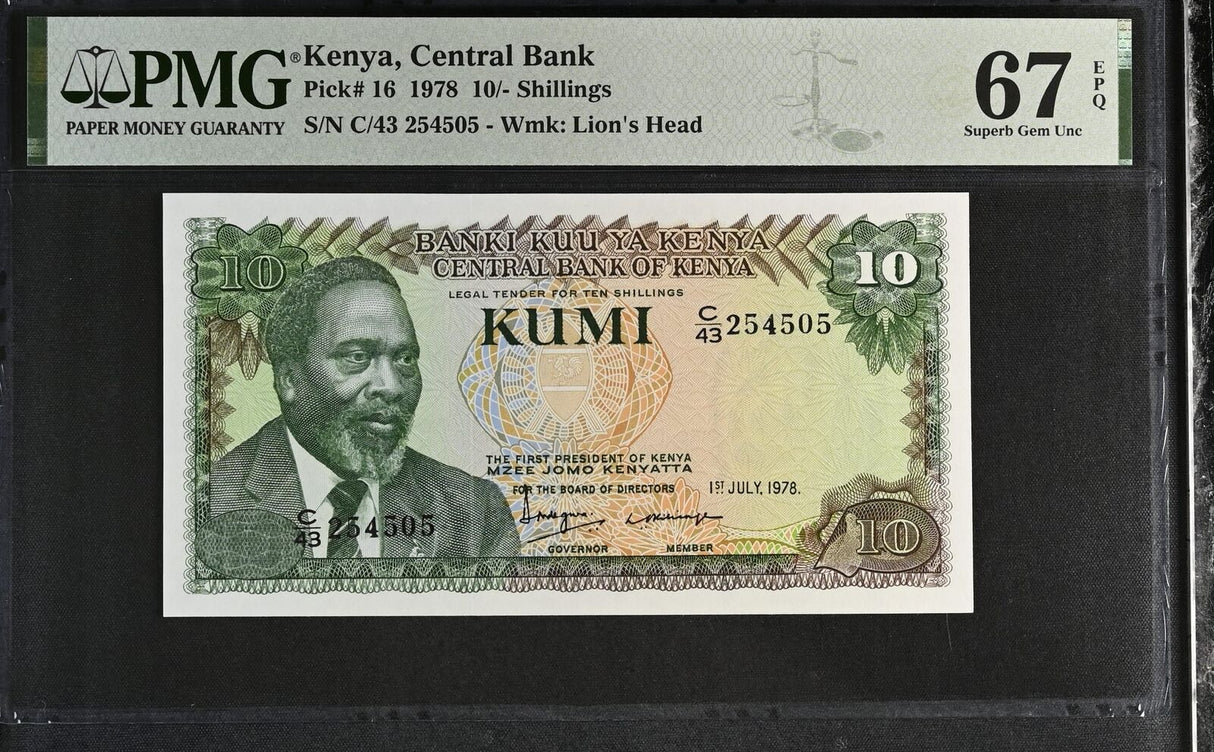 PMG®
PAPER MONEY GUARANTY
Kenya, Central Bank
Pick# 16 1978 10/- Shillings
S/N C/43 254505 - Wmk: Lion's Head
67 EPQ
Superb Gem Unc
BANKI KUU YA KENYA
CENTRAL BANK OF KENYA
10
10
LEGAL TENDER FOR TEN SHILLINGS
KUMI
C/43 254505
THE FIRST PRESIDENT OF KENYA
MZEE JOMO KENYATTA
FOR THE BOARD OF DIRECTORS
1ST JULY, 1978.
C/43 254505
GOVERNOR
MEMBER
10